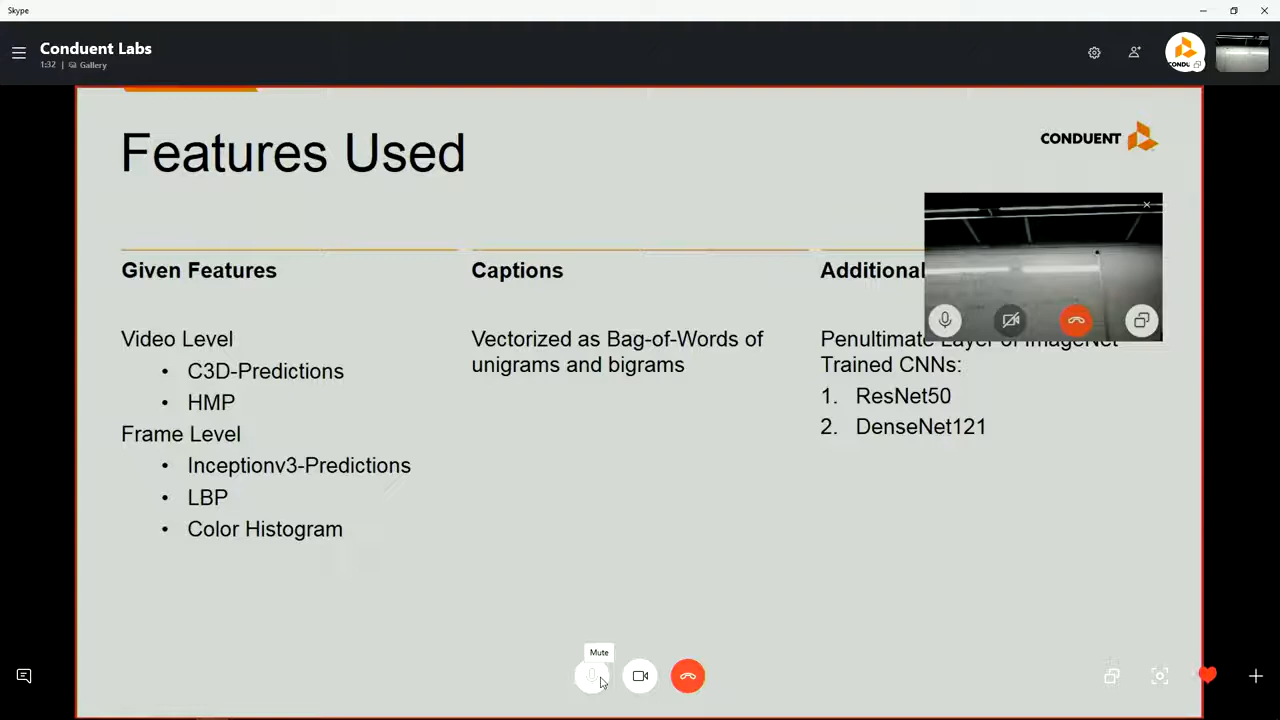 Skype
Conduent Labs
1:32 | Gallery
CONDU
Features Used
CONDUENT
Given Features
Captions
Additional
Video Level
• C3D-Predictions
• HMP
Frame Level
• Inceptionv3-Predictions
• LBP
• Color Histogram
Vectorized as Bag-of-Words of
unigrams and bigrams
Penultimate Layer of ImageNet
Trained CNNs:
1. ResNet50
2. DenseNet121
Mute